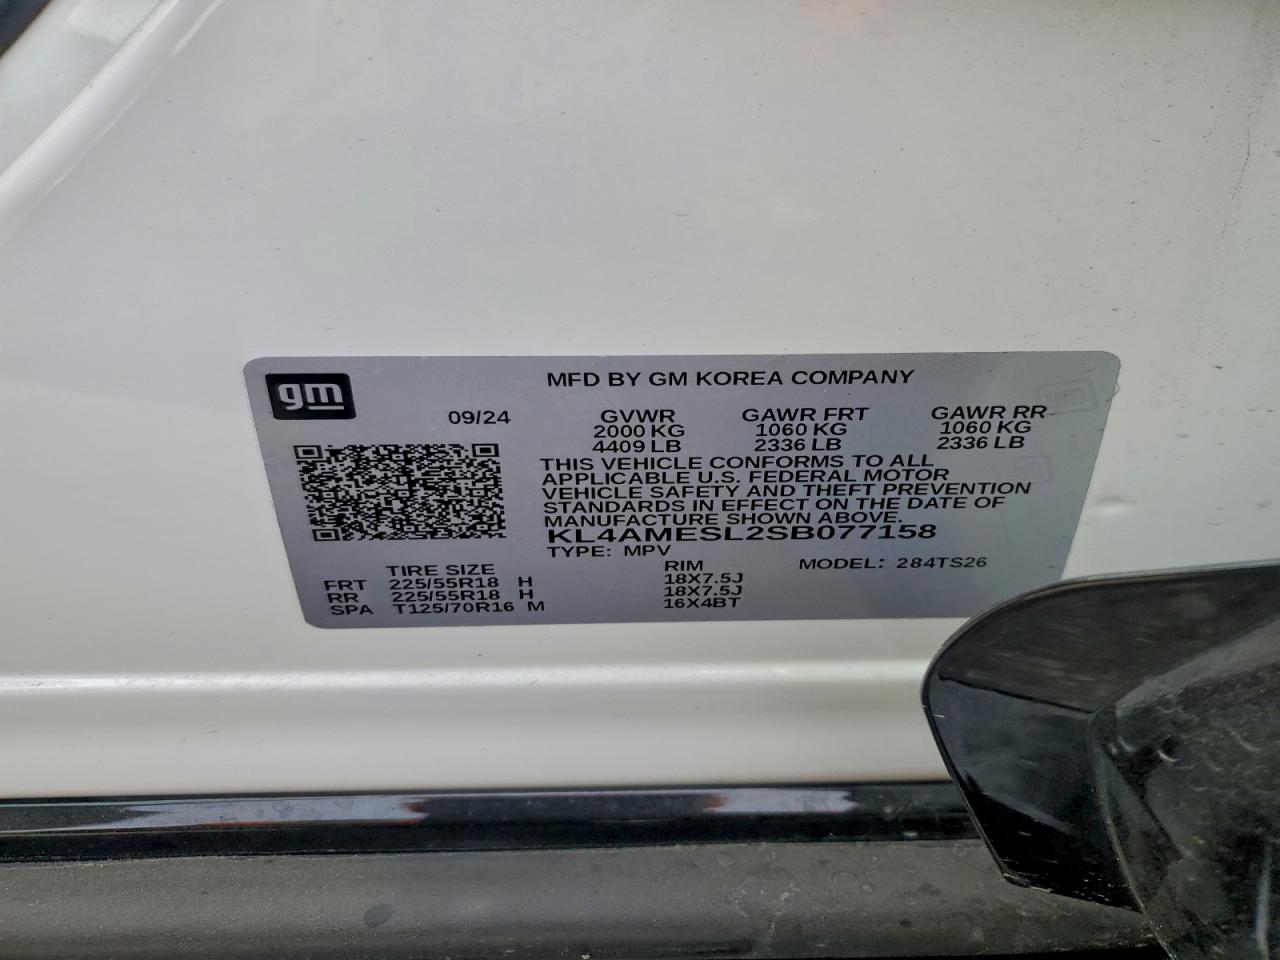 gm
MFD BY GM KOREA COMPANY
09/24
GVWR GAWR FRT GAWR RR
2000 KG 1060 KG 1060 KG
4409 LB 2336 LB 2336 LB
THIS VEHICLE CONFORMS TO ALL
APPLICABLE U.S. FEDERAL MOTOR
VEHICLE SAFETY AND THEFT PREVENTION
STANDARDS IN EFFECT ON THE DATE OF
MANUFACTURE SHOWN ABOVE.
KL4AMESL2SB077158
TYPE: MPV MODEL: 284TS26
TIRE SIZE RIM
FRT 225/55R18 H 18X7.5J
RR 225/55R18 H 18X7.5J
SPA T125/70R16 M 16X4BT